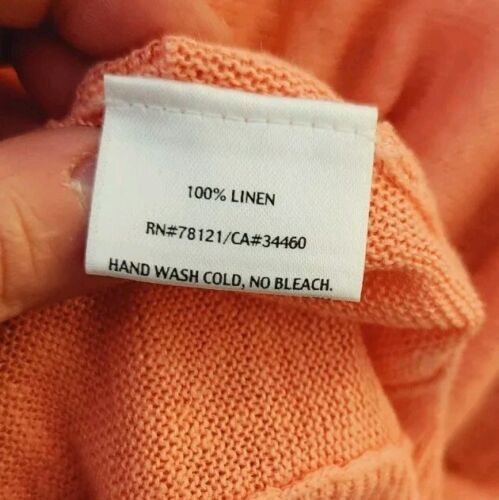 100% LINEN
RN#78121/CA#34460
HAND WASH COLD, NO BLEACH.